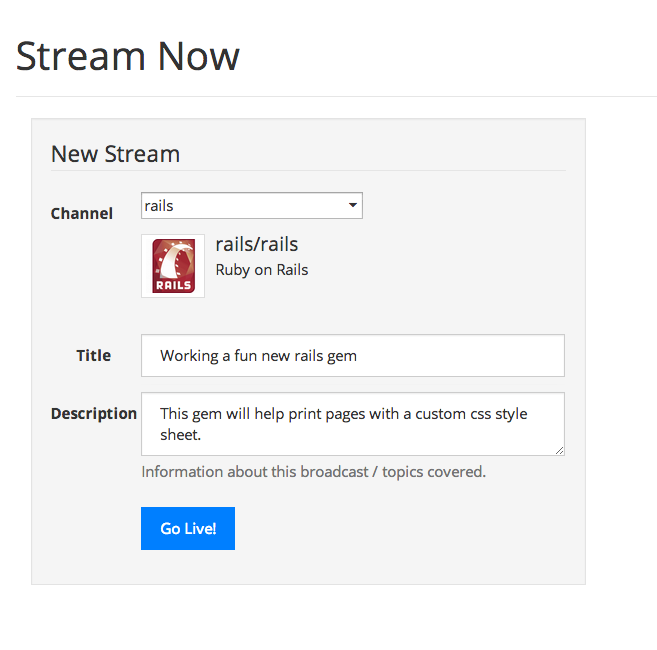 Stream Now
New Stream
Channel
rails
RAILS
rails/rails
Ruby on Rails
Title
Working a fun new rails gem
Description
This gem will help print pages with a custom css style
sheet.
Information about this broadcast / topics covered.
Go Live!